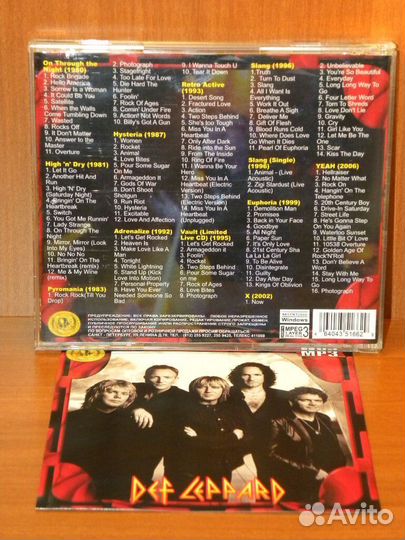 On Through the
Night (1980)
1. Rock Brigade
2. Hello America
3. Sorrow Is a Woman
4. It Could Bb You
5. Satellite
6. When the Walls
Come Tumbling Down
7. Wasted
8. Rocks Off
9. It Don't Matter
10. Answer to the
Master
11. Overture
High 'n' Dry (1981)
1. Let It Go
2. Another Hit And
Run
3. High 'N' Dry
(Saturday Night)
4. Bringin' On The
Heartbreak
5. Switch
6. You Got Me Runnin'
7. Lady Strange
8. On Through The
Night
9. Mirror, Mirror (Look
Into My Eyes)
10. No No No
11. Bringin' On The
Heartbreak (remix)
12. Me & My Wine
(remix)
Pyromania (1983)
1. Rock Rock(Till You
Drop)
2. Photograph
3. Stagefright
4. Too Late For Love
5. Die Hard The
Hunter
6. Foolin'
7. Rock Of Ages
8. Comin' Under Fire
9. Action! Not Words
10. Billy's Got A Gun
Hysteria (1987)
1. Women
2. Rocket
3. Animal
4. Love Bites
5. Pour Some Sugar
On Me
6. Armageddon It
7. Gods Of War
8. Don't Shoot
Shotgun
9. Run Riot
10. Hysteria
11. Excitable
12. Love And Affection
Adrenalize (1992)
1. Let's Get Rocked
2. Heaven Is
3. Make Love Like A
Man
4. Tonight
5. White Lightning
6. Stand Up (Kick
Love Into Motion)
7. Personal Property
8. Have You Ever
Needed Someone So
Bad
9. I Wanna Touch U
10. Tear It Down
Retro Active
(1993)
1. Desert Song
2. Fractured Love
3. Action
4. Two Steps Behind
5. She's Too Tough
6. Miss You In A
Heartbeat
7. Only After Dark
8. Ride Into the Sun
9. From The Inside
10. Ring Of Fire
11. I Wanna Be Your
Hero
12. Miss You In A
Heartbeat (Electric
Version)
13. Two Steps Behind
(Electric Version)
14. Miss You In A
Heartbeat
(Unplugged)
Vault (Limited
Live CD) (1995)
1. Let's Get Rocked
2. Armageddon it
3. Foolin'
4. Rocket
5. Two Steps Behind
6. Four Some Sugar
on Me
7. Rock of Ages
8. Love Bites
9. Photograph
Slang (1996)
1. Truth
2. Turn To Dust
3. Slang
4. All I Want Is
Everything
5. Work It Out
6. Breathe A Sigh
7. Deliver Me
8. Gift Of Flesh
9. Blood Runs Cold
10. Where Does Love
Go When It Dies
11. Pearl Of Euphoria
Slang (Single)
(1996)
1. Animal - (Live
Acoustic)
2. Zigi Stardust (Live
Acoustic)
Euphoria (1999)
1. Demolition Man
2. Promises
3. Back in Your Face
4. Goodbye
5. All Night
6. Paper Sun
7. It's Only Love
8. 21st Century Sha
La La La Girl
9. To Be Alive
10. Disintegrate
11. Guilty
12. Day After Day
13. Kings Of Oblivion
X (2002)
1. Now
2. Unbelievable
3. You're So Beautiful
4. Everyday
5. Long Long Way To
Go
6. Four Letter Word
7. Torn To Shreds
8. Love Don't Lie
9. Gravity
10. Cry
11. Girl Like You
12. Let Me Be The
One
13. Scar
14. Kiss The Day
YEAH (2006)
1. Hellraiser
2. No Matter What
3. Rock On
4. Hangin' On The
Telephone
5. 20th Century Boy
6. Drive-In Saturday
7. Street Life
8. He's Gonna Step
On You Again
9. Waterloo Sunset
10. Little Bit O' Love
11. 10538 Overture
12. Golden Age Of
Rock'N'Roll
13. Don't Believe A
Word
14. Stay With Me
15. Long Long Way To
Go
16. Photograph
ПРЕДУПРЕЖДЕНИЕ: ВСЕ ПРАВА ЗАРЕЗЕРВИРОВАНЫ.
Windows
MPEG
LAYER 3
4 64043 51662
MP3
DEF LEPPARD
Avito